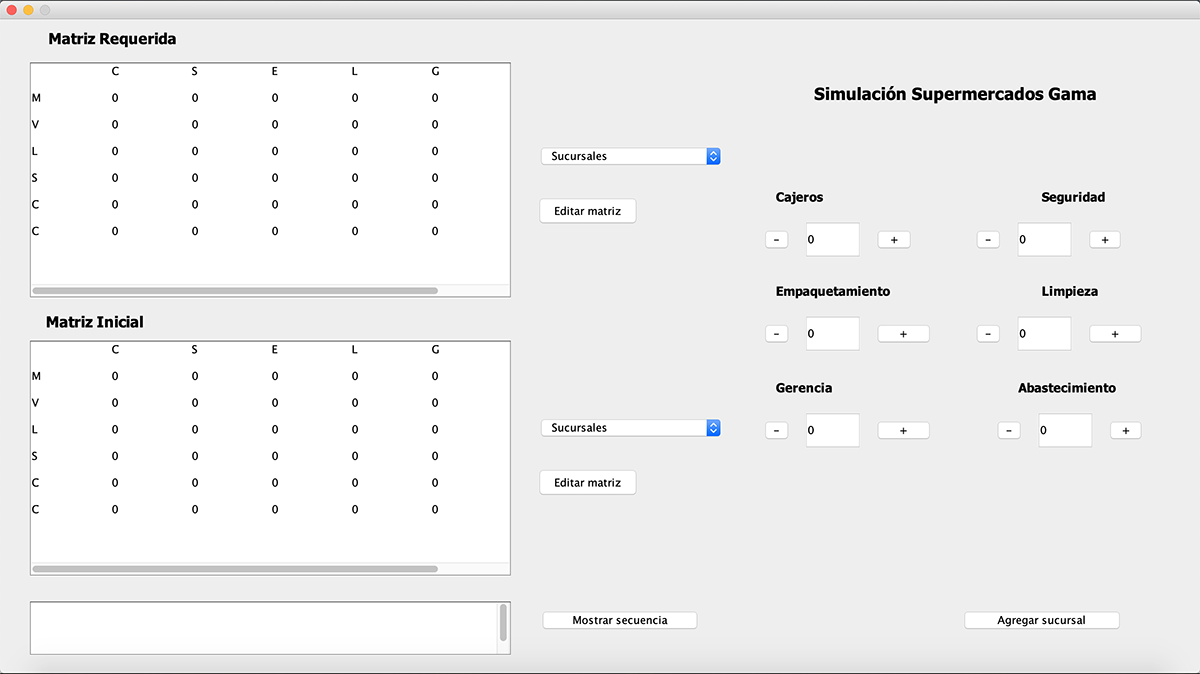 Matriz Requerida
C S E L G
M 0 0 0 0 0
V 0 0 0 0 0
L 0 0 0 0 0
S 0 0 0 0 0
C 0 0 0 0 0
C 0 0 0 0 0
Matriz Inicial
C S E L G
M 0 0 0 0 0
V 0 0 0 0 0
L 0 0 0 0 0
S 0 0 0 0 0
C 0 0 0 0 0
C 0 0 0 0 0
Sucursales
Editar matriz
Sucursales
Editar matriz
Mostrar secuencia
Simulación Supermercados Gama
Cajeros
- 0 +
Seguridad
- 0 +
Empaquetamiento
- 0 +
Limpieza
- 0 +
Gerencia
- 0 +
Abastecimiento
- 0 +
Agregar sucursal